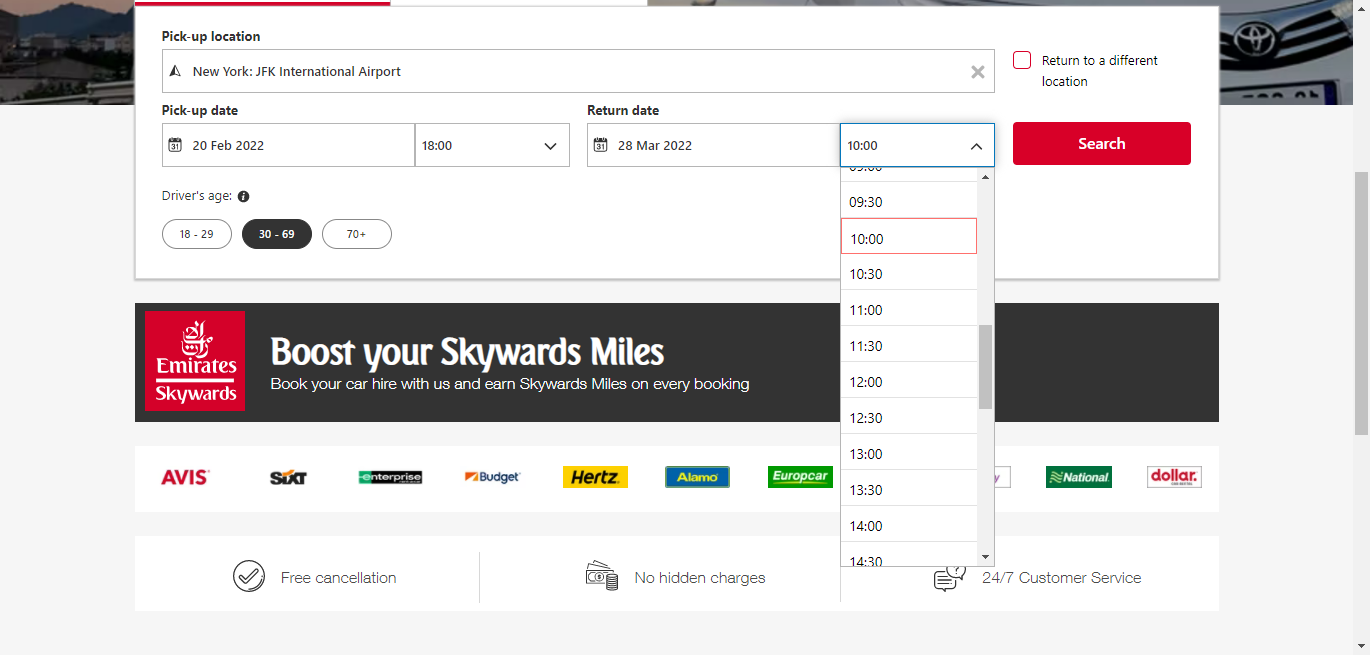 Pick-up location
New York: JFK International Airport
Return to a different
location
Pick-up date
Return date
20 Feb 2022
18:00
28 Mar 2022
10:00
Search
09:30
10:00
10:30
11:00
11:30
12:00
12:30
13:00
13:30
14:00
14:30
Driver's age:
18 - 29
30 - 69
70+
Emirates
Skywards
Boost your Skywards Miles
Book your car hire with us and earn Skywards Miles on every booking
AVIS
SIXT
enterprise
Budget
Hertz
Alamo
Europcar
National
dollar.
Free cancellation
No hidden charges
24/7 Customer Service